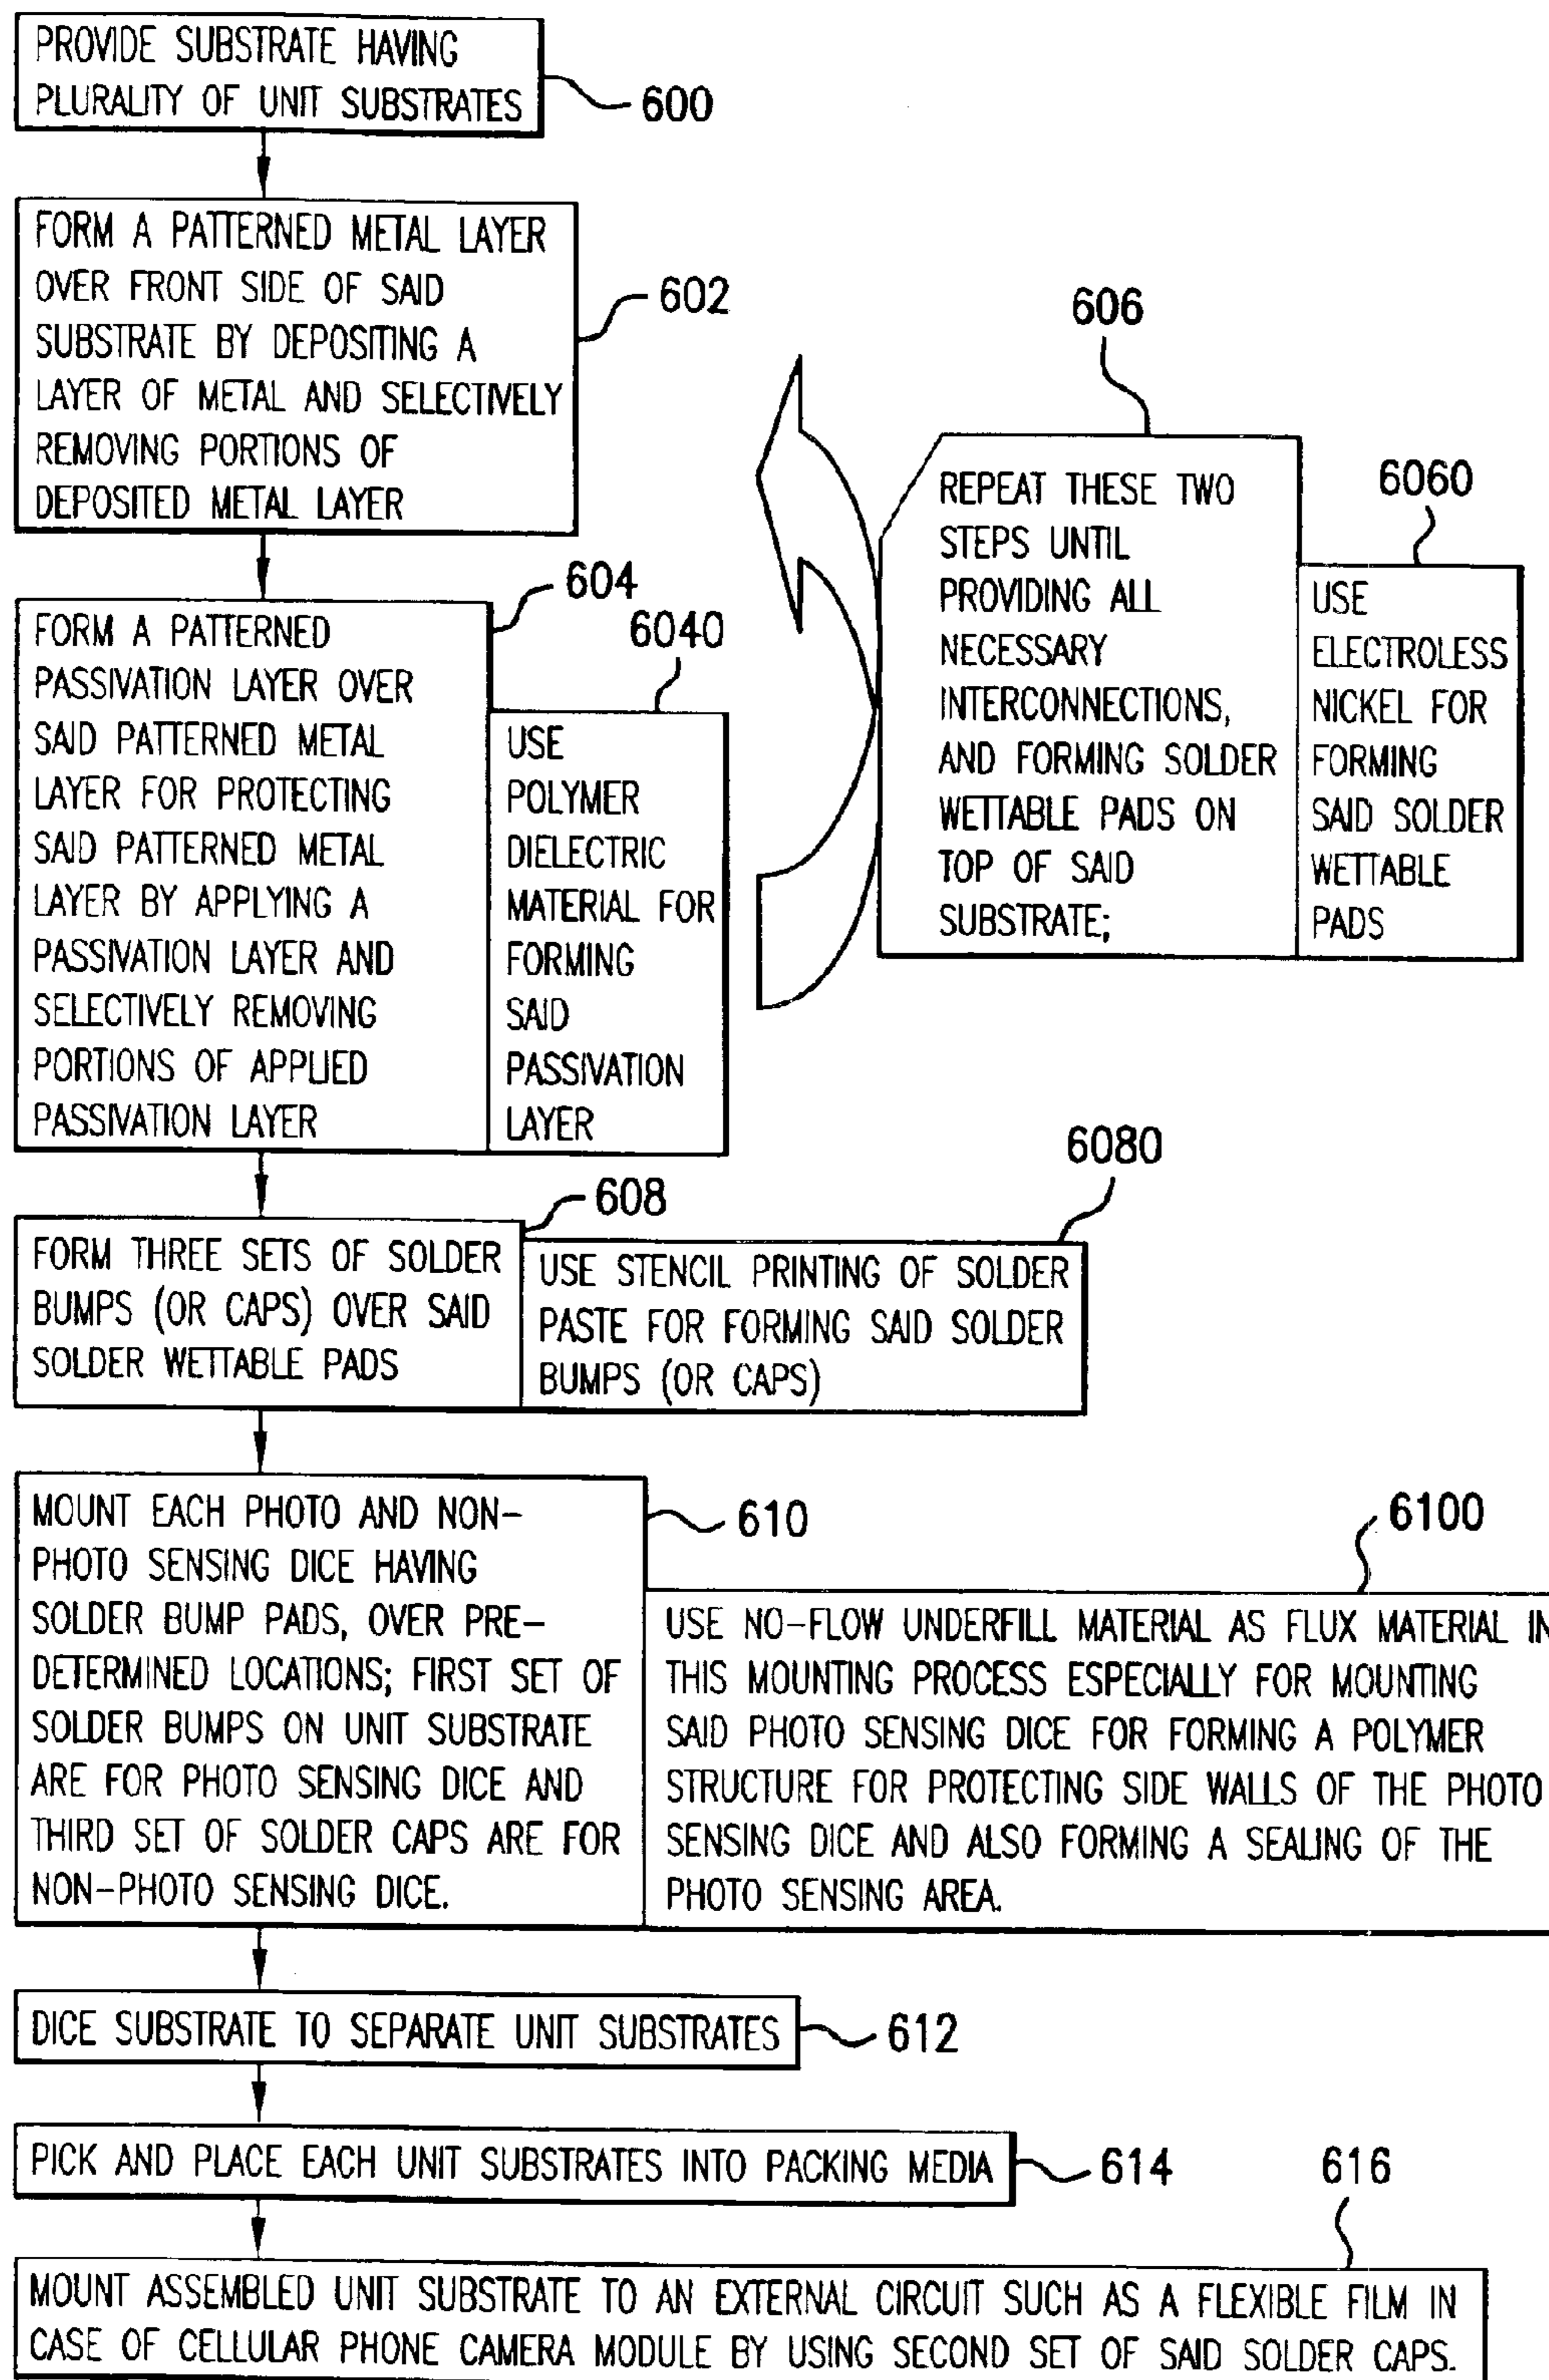 PROVIDE SUBSTRATE HAVING
PLURALITY OF UNIT SUBSTRATES
600
FORM A PATTERNED METAL LAYER
OVER FRONT SIDE OF SAID
SUBSTRATE BY DEPOSITING A
LAYER OF METAL AND SELECTIVELY
REMOVING PORTIONS OF
DEPOSITED METAL LAYER
602
FORM A PATTERNED
PASSIVATION LAYER OVER
SAID PATTERNED METAL
LAYER FOR PROTECTING
SAID PATTERNED METAL
LAYER BY APPLYING A
PASSIVATION LAYER AND
SELECTIVELY REMOVING
PORTIONS OF APPLIED
PASSIVATION LAYER
604
6040
USE
POLYMER
DIELECTRIC
MATERIAL FOR
FORMING
SAID
PASSIVATION
LAYER
606
REPEAT THESE TWO
STEPS UNTIL
PROVIDING ALL
NECESSARY
INTERCONNECTIONS,
AND FORMING SOLDER
WETTABLE PADS ON
TOP OF SAID
SUBSTRATE;
6060
USE
ELECTROLESS
NICKEL FOR
FORMING
SAID SOLDER
WETTABLE
PADS
FORM THREE SETS OF SOLDER
BUMPS (OR CAPS) OVER SAID
SOLDER WETTABLE PADS
608
6080
USE STENCIL PRINTING OF SOLDER
PASTE FOR FORMING SAID SOLDER
BUMPS (OR CAPS)
MOUNT EACH PHOTO AND NON-
PHOTO SENSING DICE HAVING
SOLDER BUMP PADS, OVER PRE-
DETERMINED LOCATIONS; FIRST SET OF
SOLDER BUMPS ON UNIT SUBSTRATE
ARE FOR PHOTO SENSING DICE AND
THIRD SET OF SOLDER CAPS ARE FOR
NON-PHOTO SENSING DICE.
610
6100
USE NO-FLOW UNDERFILL MATERIAL AS FLUX MATERIAL IN
THIS MOUNTING PROCESS ESPECIALLY FOR MOUNTING
SAID PHOTO SENSING DICE FOR FORMING A POLYMER
STRUCTURE FOR PROTECTING SIDE WALLS OF THE PHOTO
SENSING DICE AND ALSO FORMING A SEALING OF THE
PHOTO SENSING AREA.
DICE SUBSTRATE TO SEPARATE UNIT SUBSTRATES
612
PICK AND PLACE EACH UNIT SUBSTRATES INTO PACKING MEDIA
614
616
MOUNT ASSEMBLED UNIT SUBSTRATE TO AN EXTERNAL CIRCUIT SUCH AS A FLEXIBLE FILM IN
CASE OF CELLULAR PHONE CAMERA MODULE BY USING SECOND SET OF SAID SOLDER CAPS.